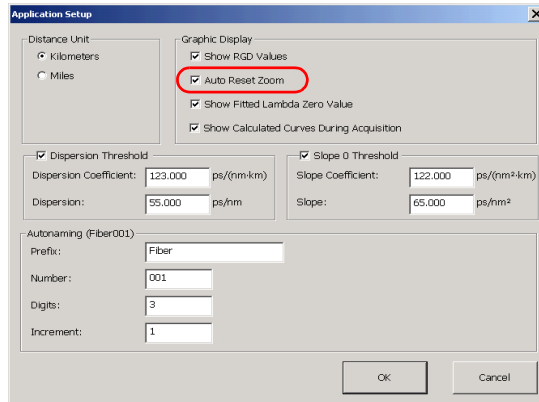 Application Setup
Distance Unit
Kilometers
Miles
Graphic Display
Show RGD Values
Auto Reset Zoom
Show Fitted Lambda Zero Value
Show Calculated Curves During Acquisition
Dispersion Threshold
Dispersion Coefficient: 123.000 ps/(nm·km)
Dispersion: 55.000 ps/nm
Slope 0 Threshold
Slope Coefficient: 122.000 ps/(nm²·km)
Slope: 65.000 ps/nm²
Autonaming (Fiber001)
Prefix: Fiber
Number: 001
Digits: 3
Increment: 1
OK Cancel